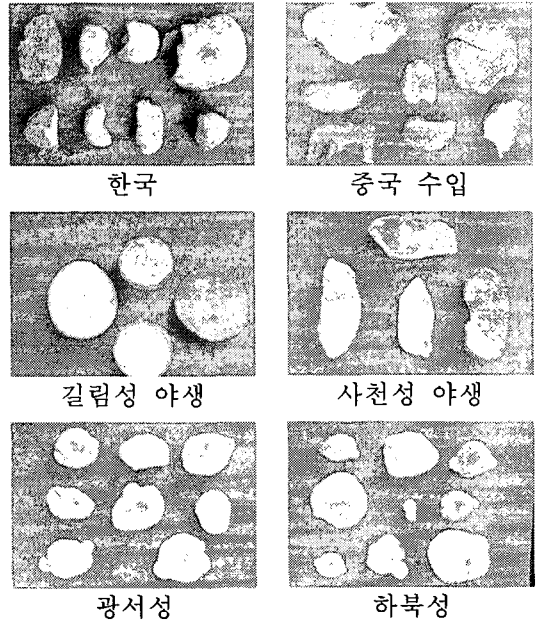 한국
중국 수입
길림성 야생
사천성 야생
광서성
하북성